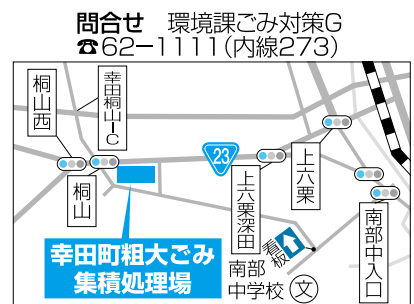 問合せ 環境課ごみ対策G
☎62−1111(内線273)
桐山西
幸田桐山IC
桐山
23
上六栗深田
上六栗
南部中入口
看板
南部
中学校 文
幸田町粗大ごみ
集積処理場